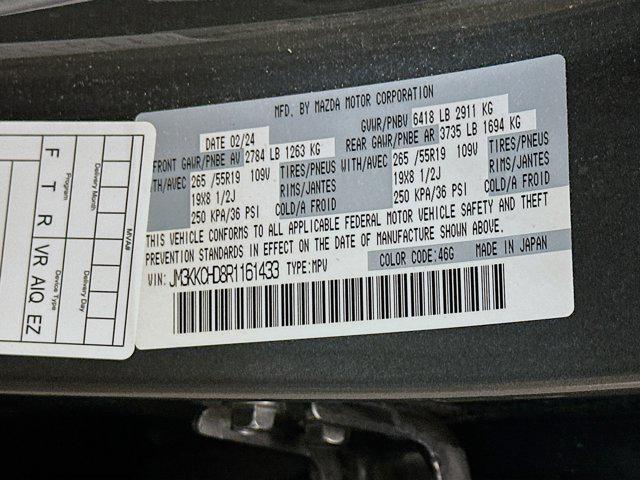 MFD. BY MAZDA MOTOR CORPORATION
DATE 02/24
GVWR/PNBV 6418 LB 2911 KG
FRONT GAWR/PNBE AV 2784 LB 1263 KG
REAR GAWR/PNBE AR 3735 LB 1694 KG
WITH/AVEC 265 /55R19 109V TIRES/PNEUS
19X8 1/2J RIMS/JANTES
250 KPA/36 PSI COLD/A FROID
WITH/AVEC 265 /55R19 109V TIRES/PNEUS
19X8 1/2J RIMS/JANTES
250 KPA/36 PSI COLD/A FROID
THIS VEHICLE CONFORMS TO ALL APPLICABLE FEDERAL MOTOR VEHICLE SAFETY AND THEFT
PREVENTION STANDARDS IN EFFECT ON THE DATE OF MANUFACTURE SHOWN ABOVE.
COLOR CODE:46G MADE IN JAPAN
VIN: JM3KKCHD8R1161433 TYPE:MPV
MVA#
Delivery Month
Delivery Day
Program
Device Type
F T R VR AIQ EZ